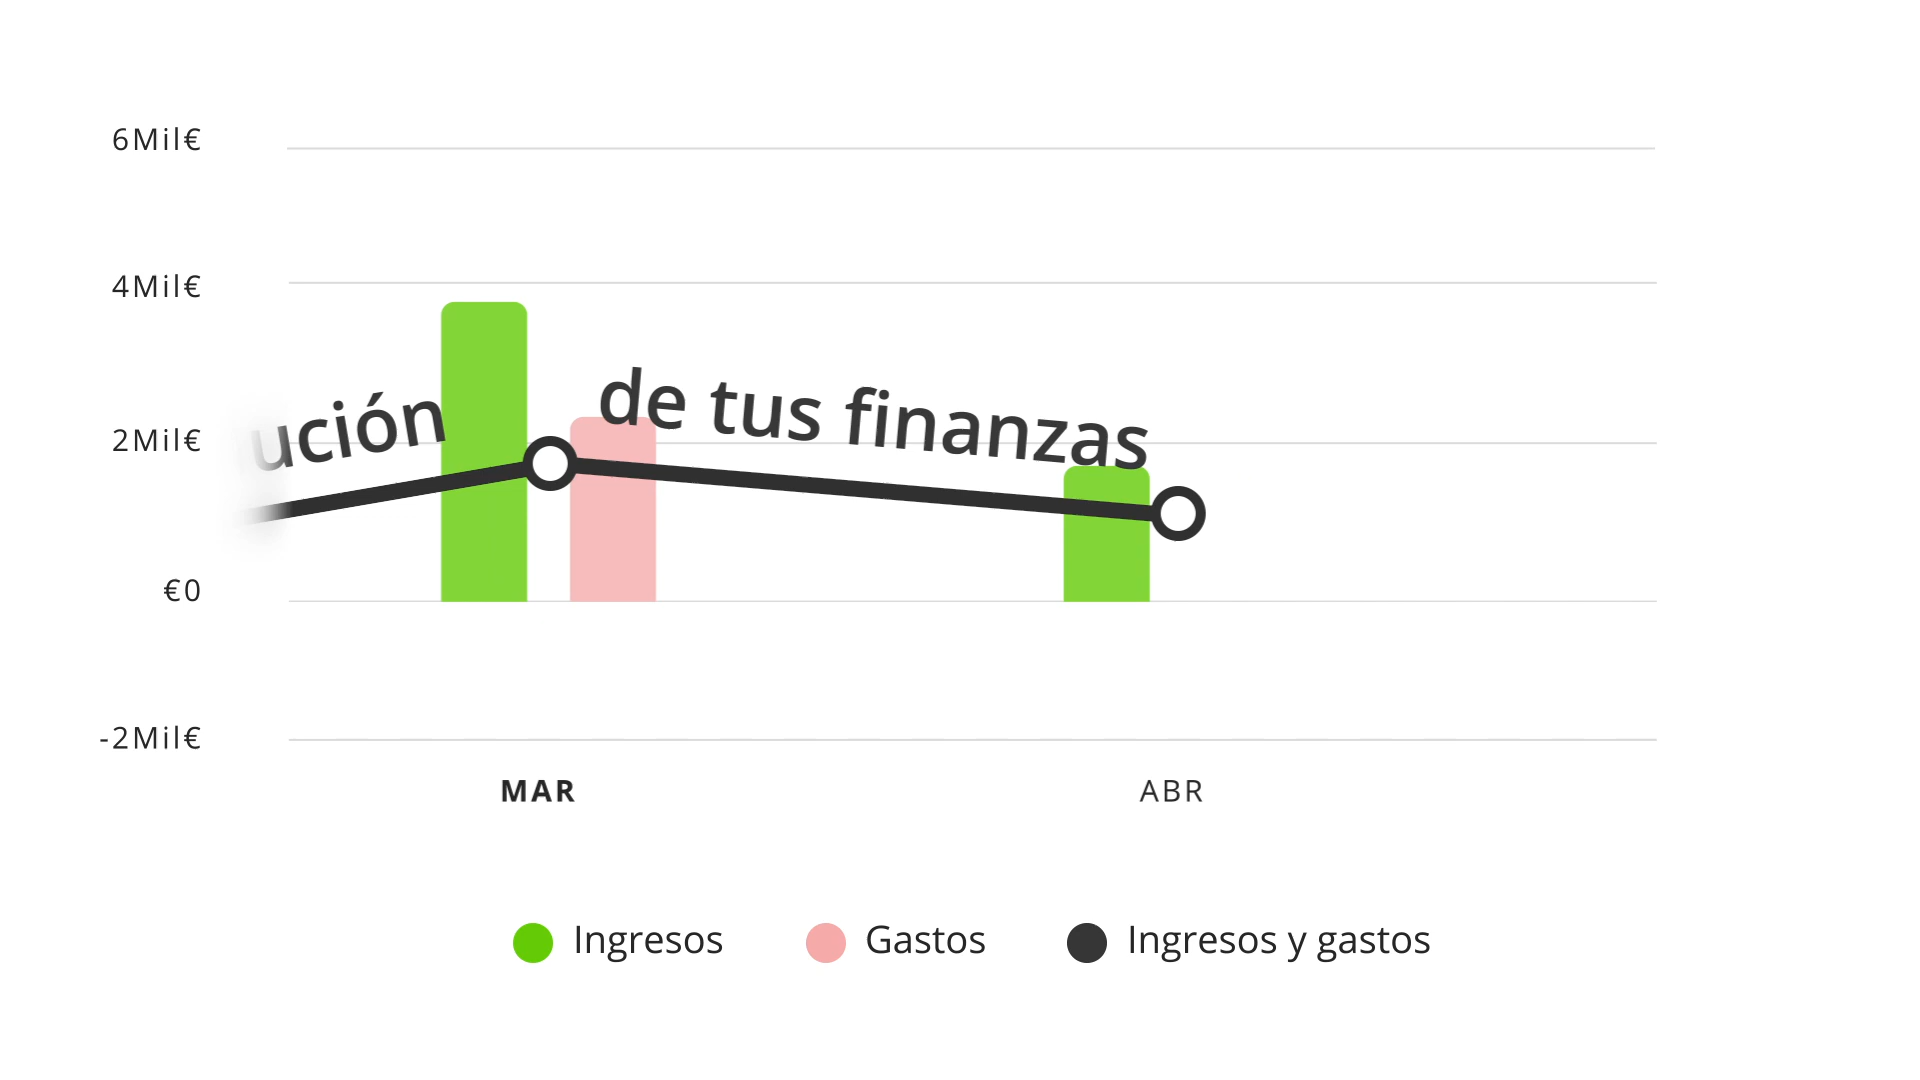 6Mil€
4Mil€
2Mil€
€0
-2Mil€
ución de tus finanzas
MAR
ABR
Ingresos
Gastos
Ingresos y gastos